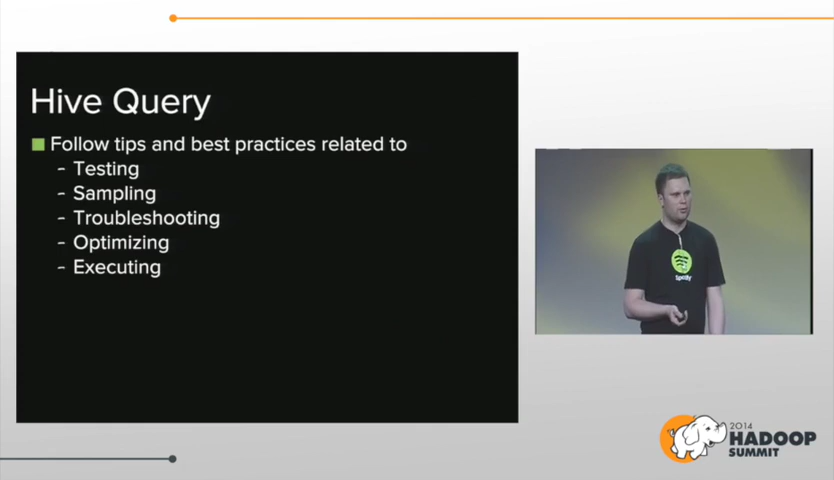 Hive Query
Follow tips and best practices related to
- Testing
- Sampling
- Troubleshooting
- Optimizing
- Executing
Spotify
2014
HADOOP
SUMMIT